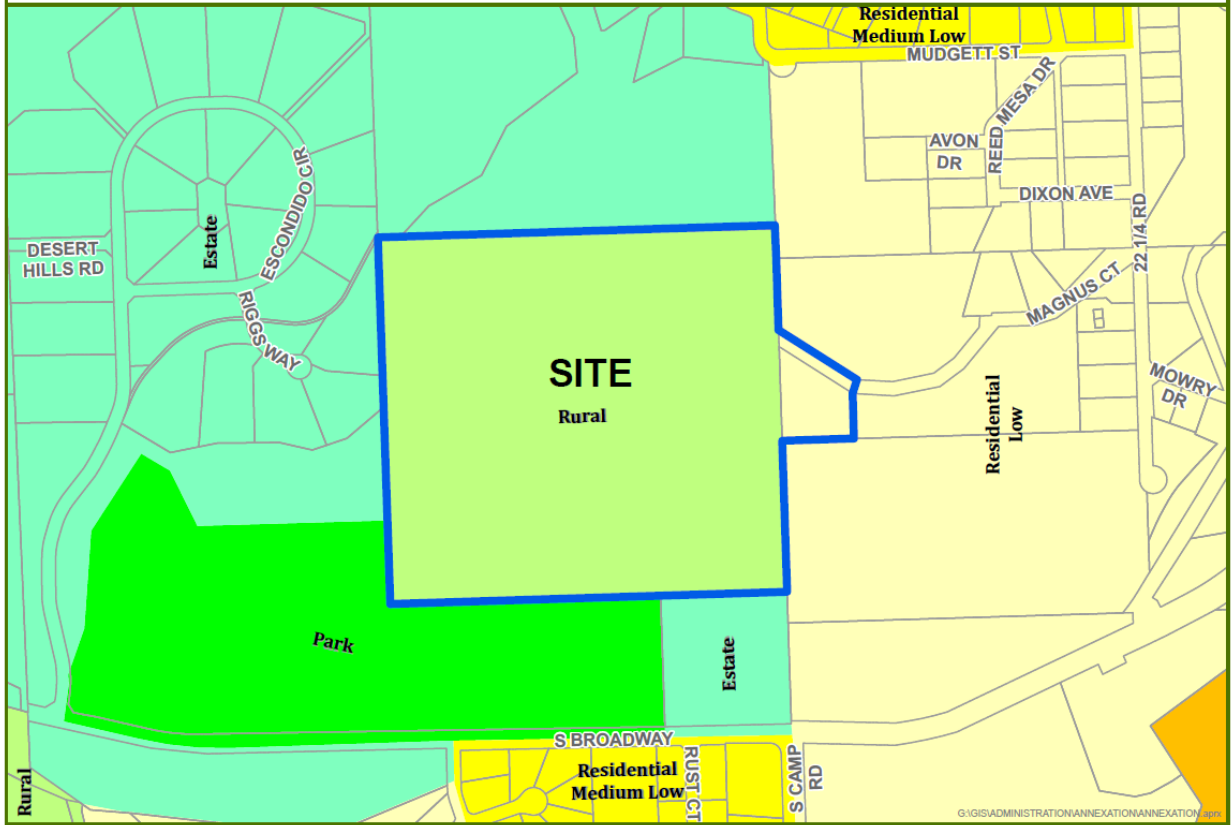 Residential
Medium Low
MUDGETT ST
REED MESA DR
AVON
DR
DIXON AVE
22 1/4 RD
ESCONDIDO CIR
Estate
DESERT
HILLS RD
RIGGS WAY
MAGNUS CT
SITE
Rural
MOWRY
DR
Residential
Low
Park
Estate
S BROADWAY
Residential
Medium Low
RUST CT
S CAMP
RD
Rural
G:\GIS\ADMINISTRATION\ANNEXATION\ANNEXATION.aprx